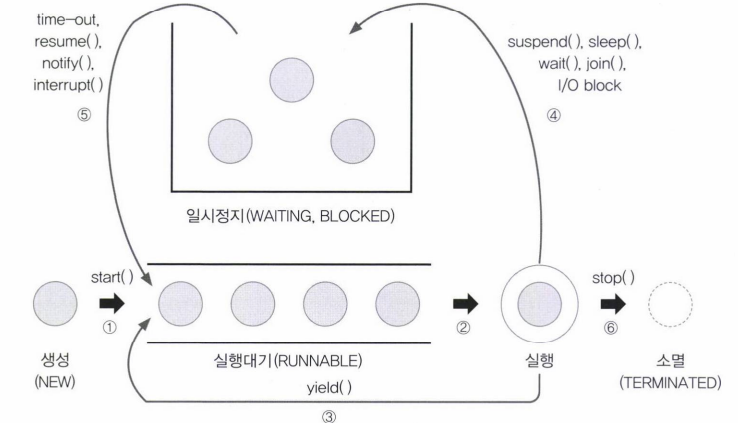 time-out,
resume( ),
notify( ),
interrupt( )
⑤
suspend( ), sleep( ),
wait( ), join( ),
I/O block
④
일시정지(WAITING, BLOCKED)
start( )
①
②
stop( )
⑥
생성
(NEW)
실행대기(RUNNABLE)
실행
소멸
(TERMINATED)
yield( )
③